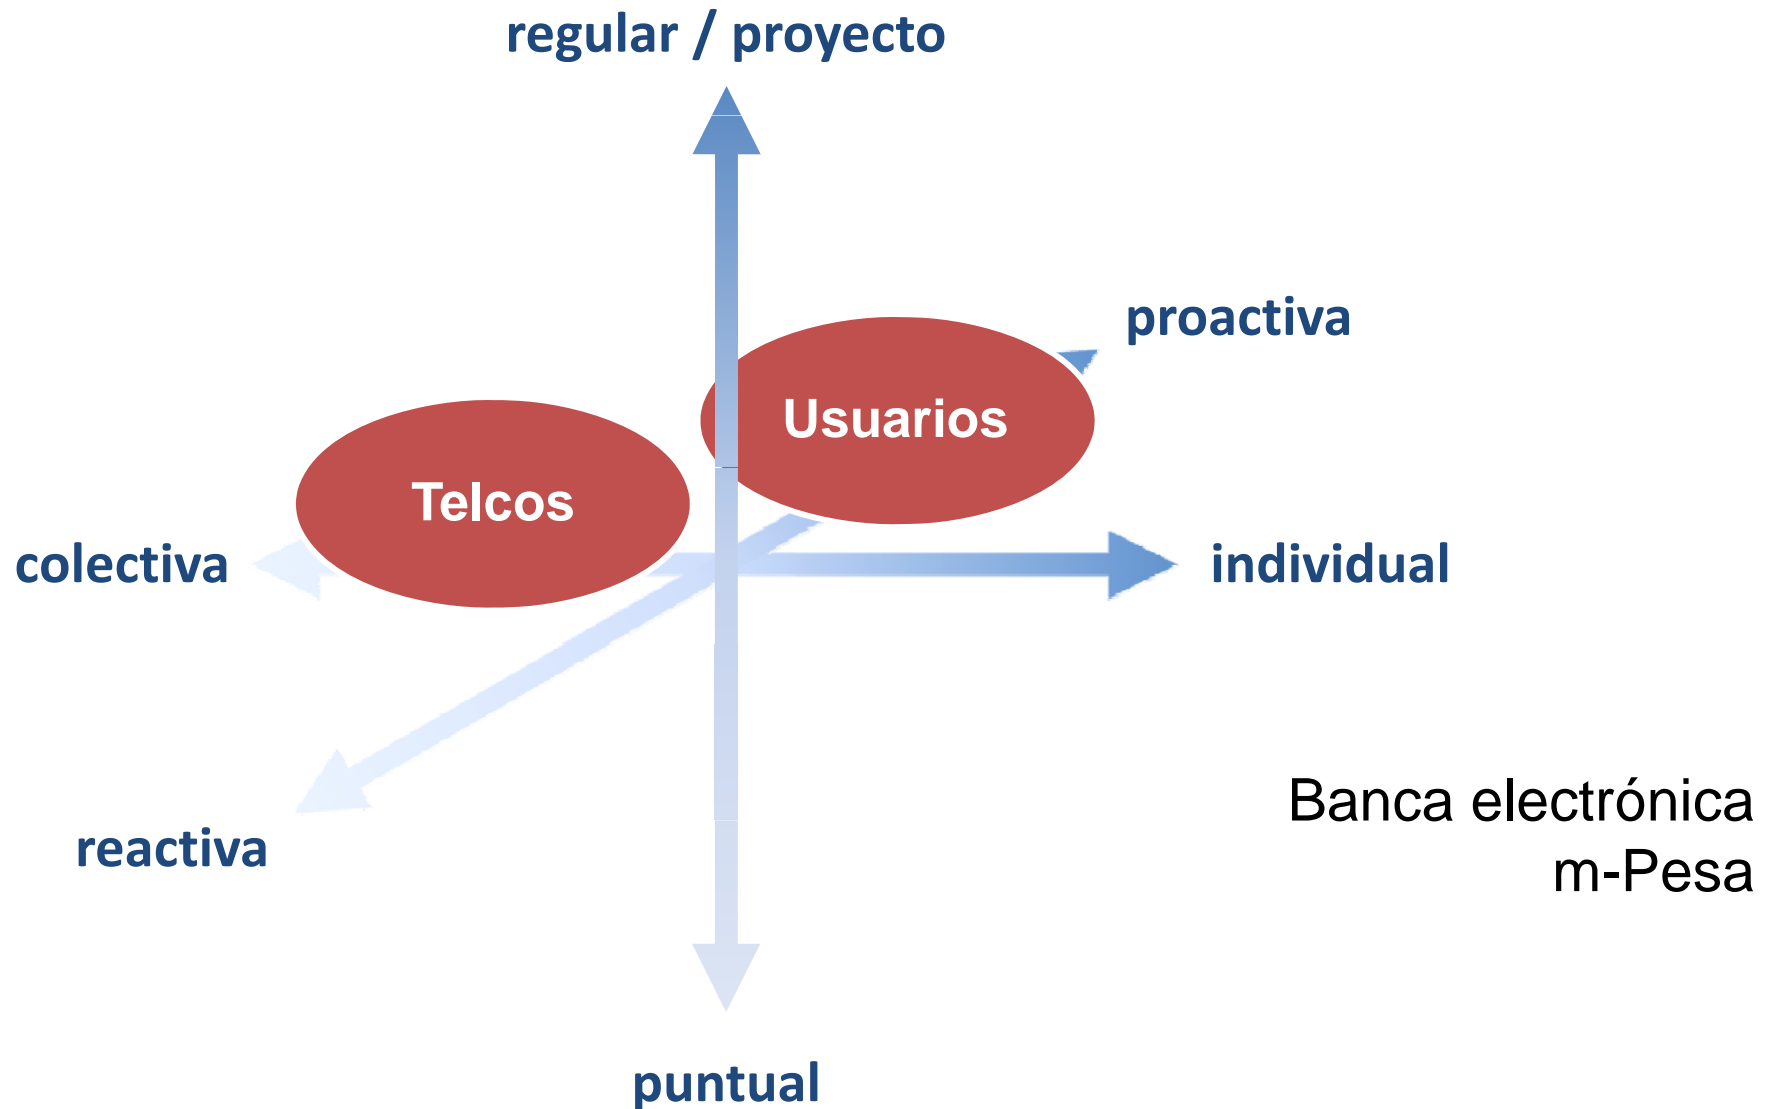 regular / proyecto
proactiva
Usuarios
Telcos
colectiva
individual
reactiva
Banca electrónica
m-Pesa
puntual